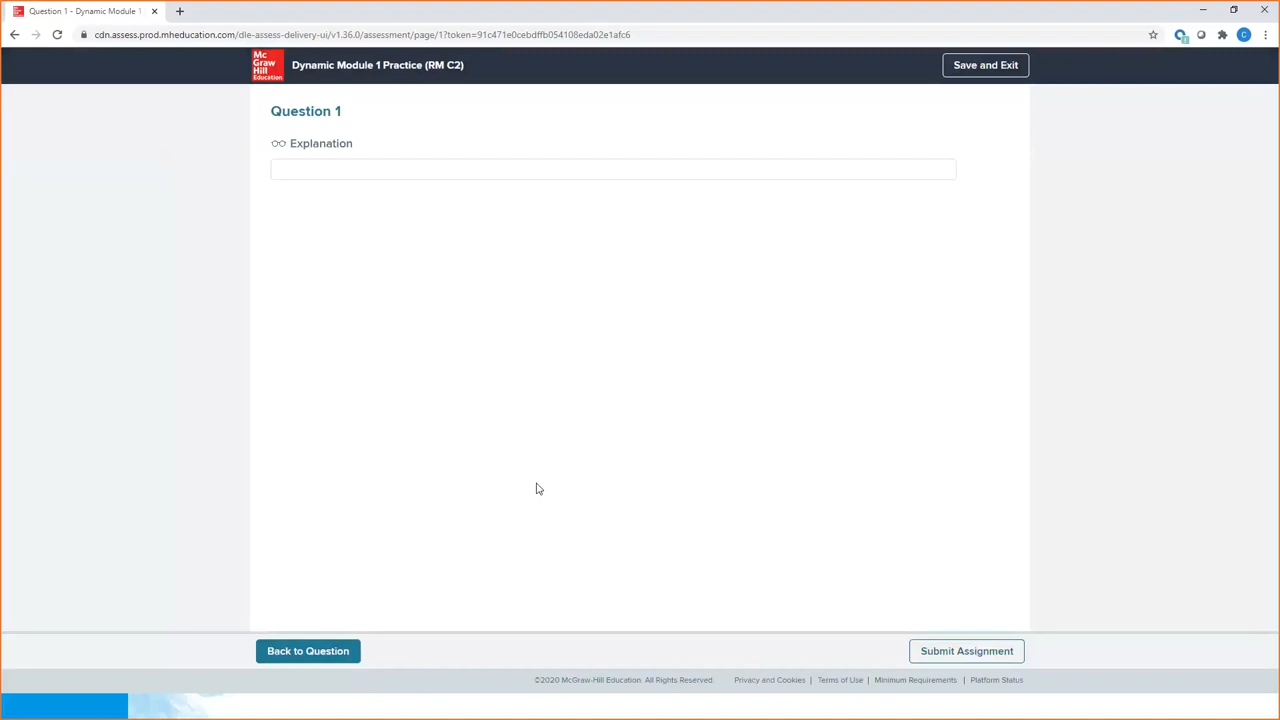 Question 1 - Dynamic Module 1
cdn.assess.prod.mheducation.com/dle-assess-delivery-ui/v1.36.0/assessment/page/1?token=91c471e0cebdffb054108eda02e1afc6
C
Mc
Graw
Hill
Education
Dynamic Module 1 Practice (RM C2)
Save and Exit
Question 1
Explanation
Back to Question
Submit Assignment
©2020 McGraw-Hill Education. All Rights Reserved. Privacy and Cookies | Terms of Use | Minimum Requirements | Platform Status